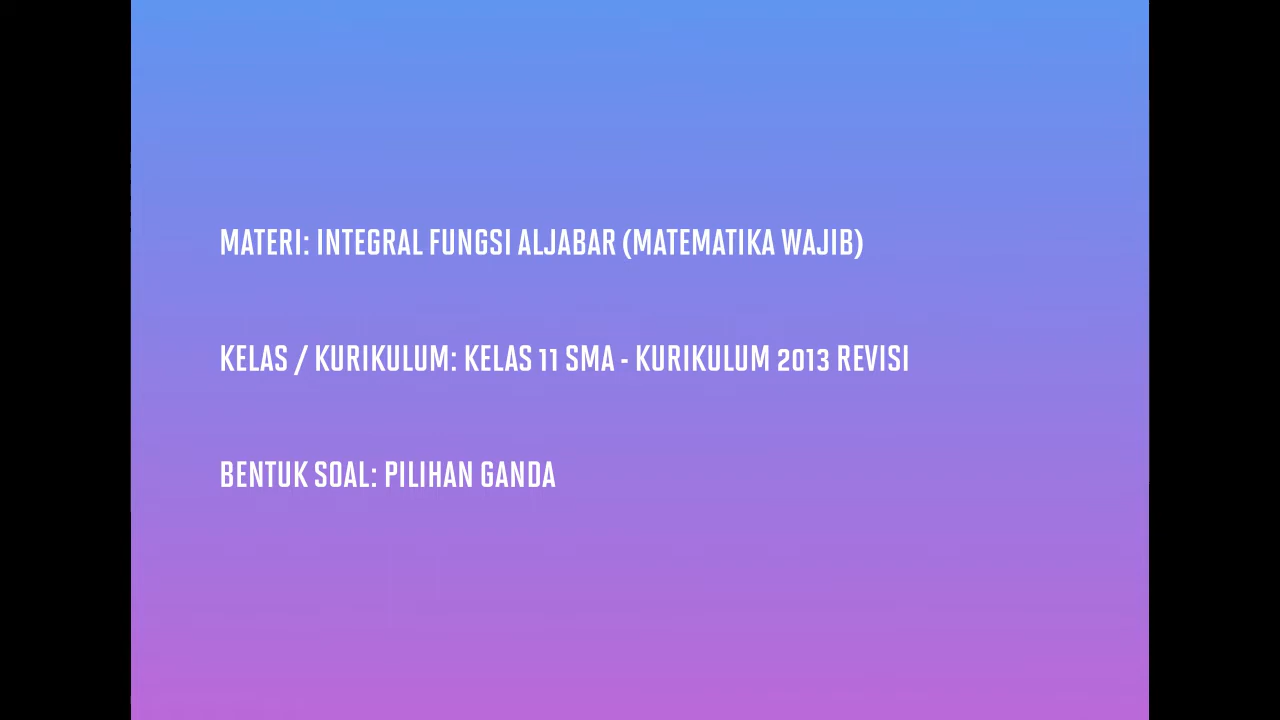 MATERI: INTEGRAL FUNGSI ALJABAR (MATEMATIKA WAJIB)
KELAS / KURIKULUM: KELAS 11 SMA - KURIKULUM 2013 REVISI
BENTUK SOAL: PILIHAN GANDA